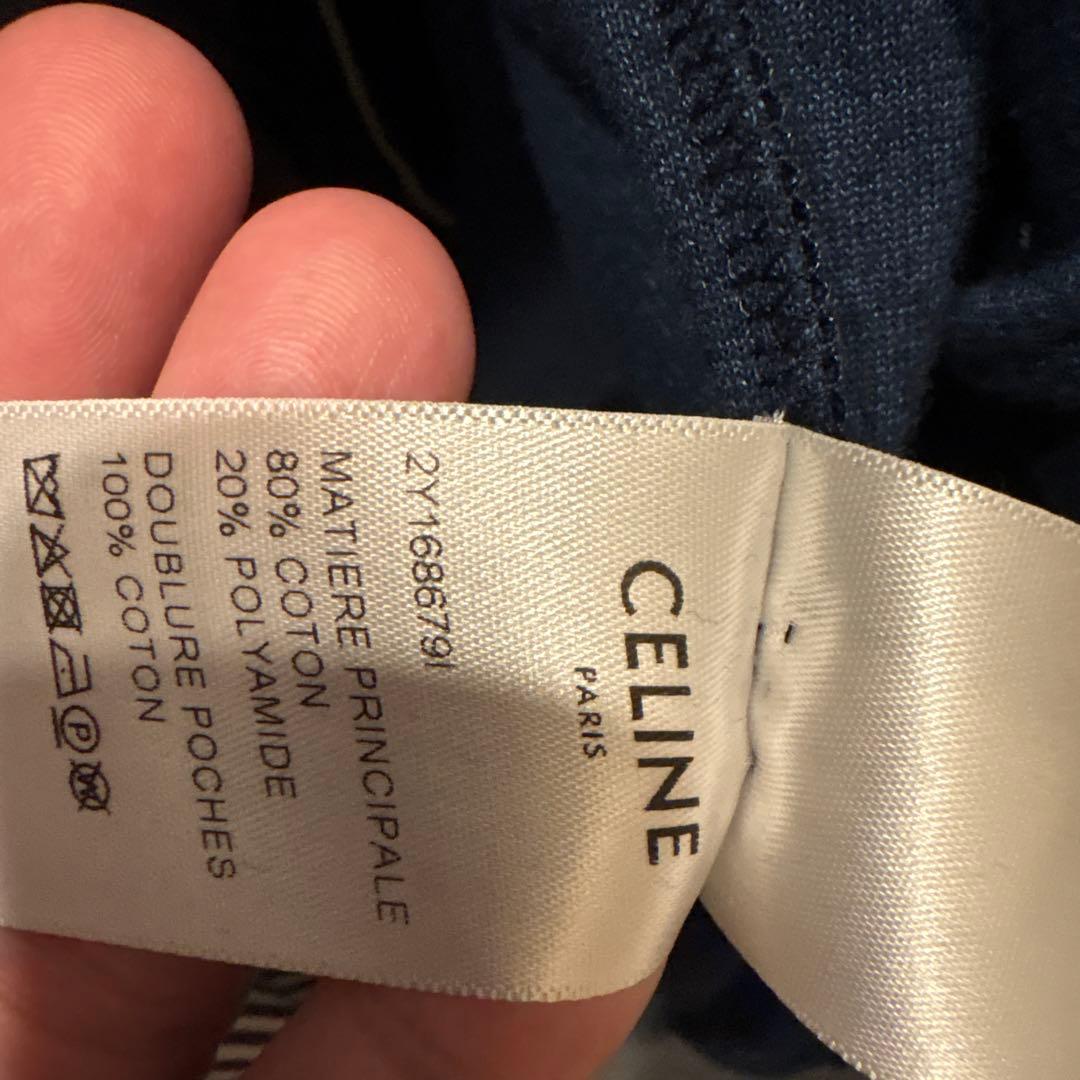 CELINE
PARIS
2Y168679I
MATIERE PRINCIPALE
80% COTON
20% POLYAMIDE
DOUBLURE POCHES
100% COTON
P W